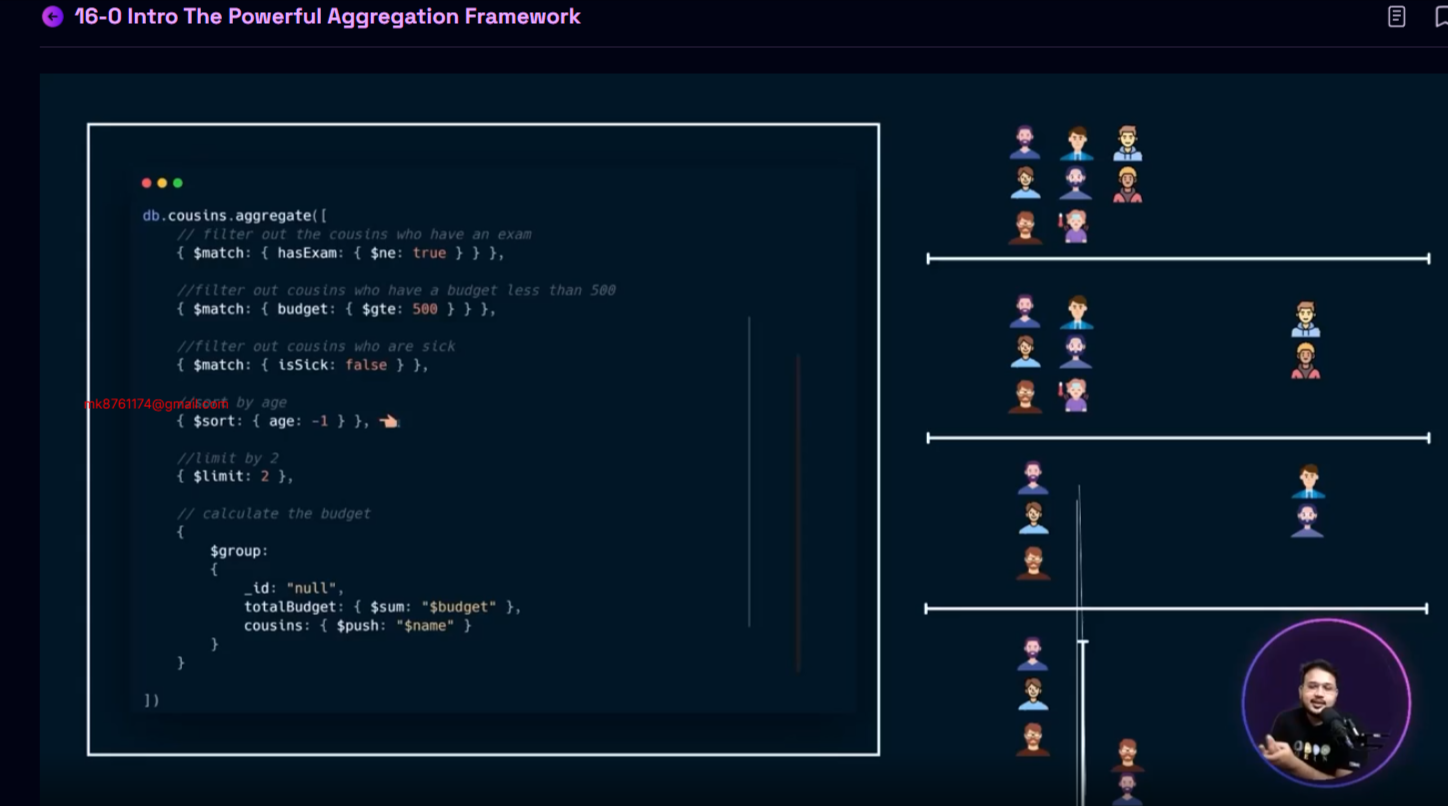 16-0 Intro The Powerful Aggregation Framework
db.cousins.aggregate([
// filter out the cousins who have an exam
{ $match: { hasExam: { $ne: true } } },
//filter out cousins who have a budget less than 500
{ $match: { budget: { $gte: 500 } } },
//filter out cousins who are sick
{ $match: { isSick: false } },
//sort by age
mk8761174@gmail.com
{ $sort: { age: -1 } },
//limit by 2
{ $limit: 2 },
// calculate the budget
{
$group:
{
_id: "null",
totalBudget: { $sum: "$budget" },
cousins: { $push: "$name" }
}
}
])